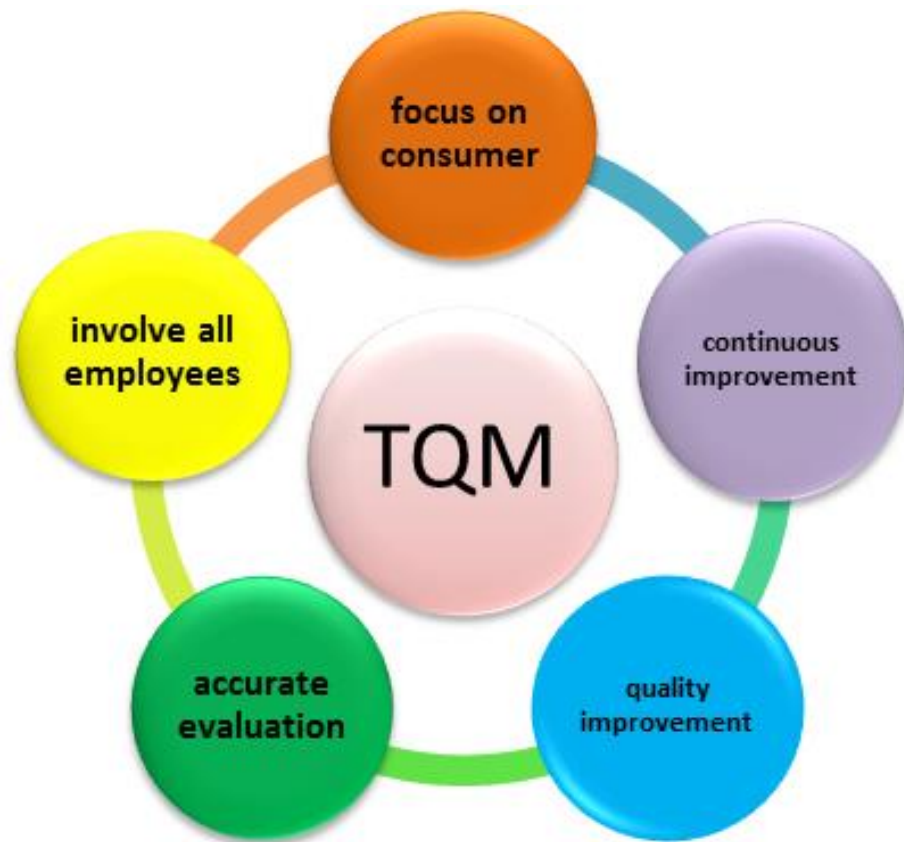 focus on
consumer
involve all
employees
continuous
improvement
TQM
accurate
evaluation
quality
improvement